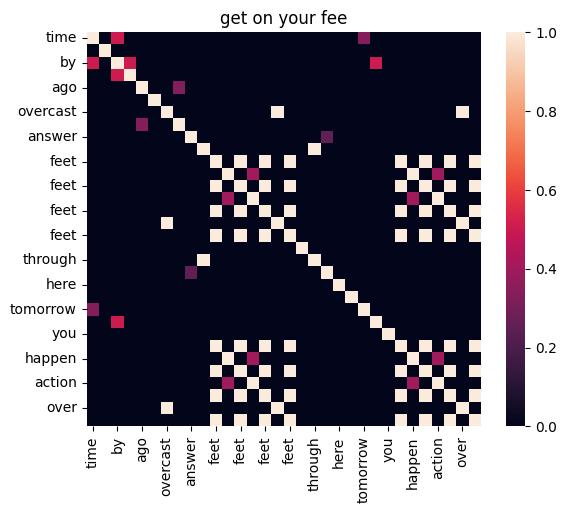 get on your fee
time
by
ago
overcast
answer
feet
feet
feet
feet
through
here
tomorrow
you
happen
action
over
1.0
0.8
0.6
0.4
0.2
0.0
time
by
ago
overcast
answer
feet
feet
feet
feet
through
here
tomorrow
you
happen
action
over